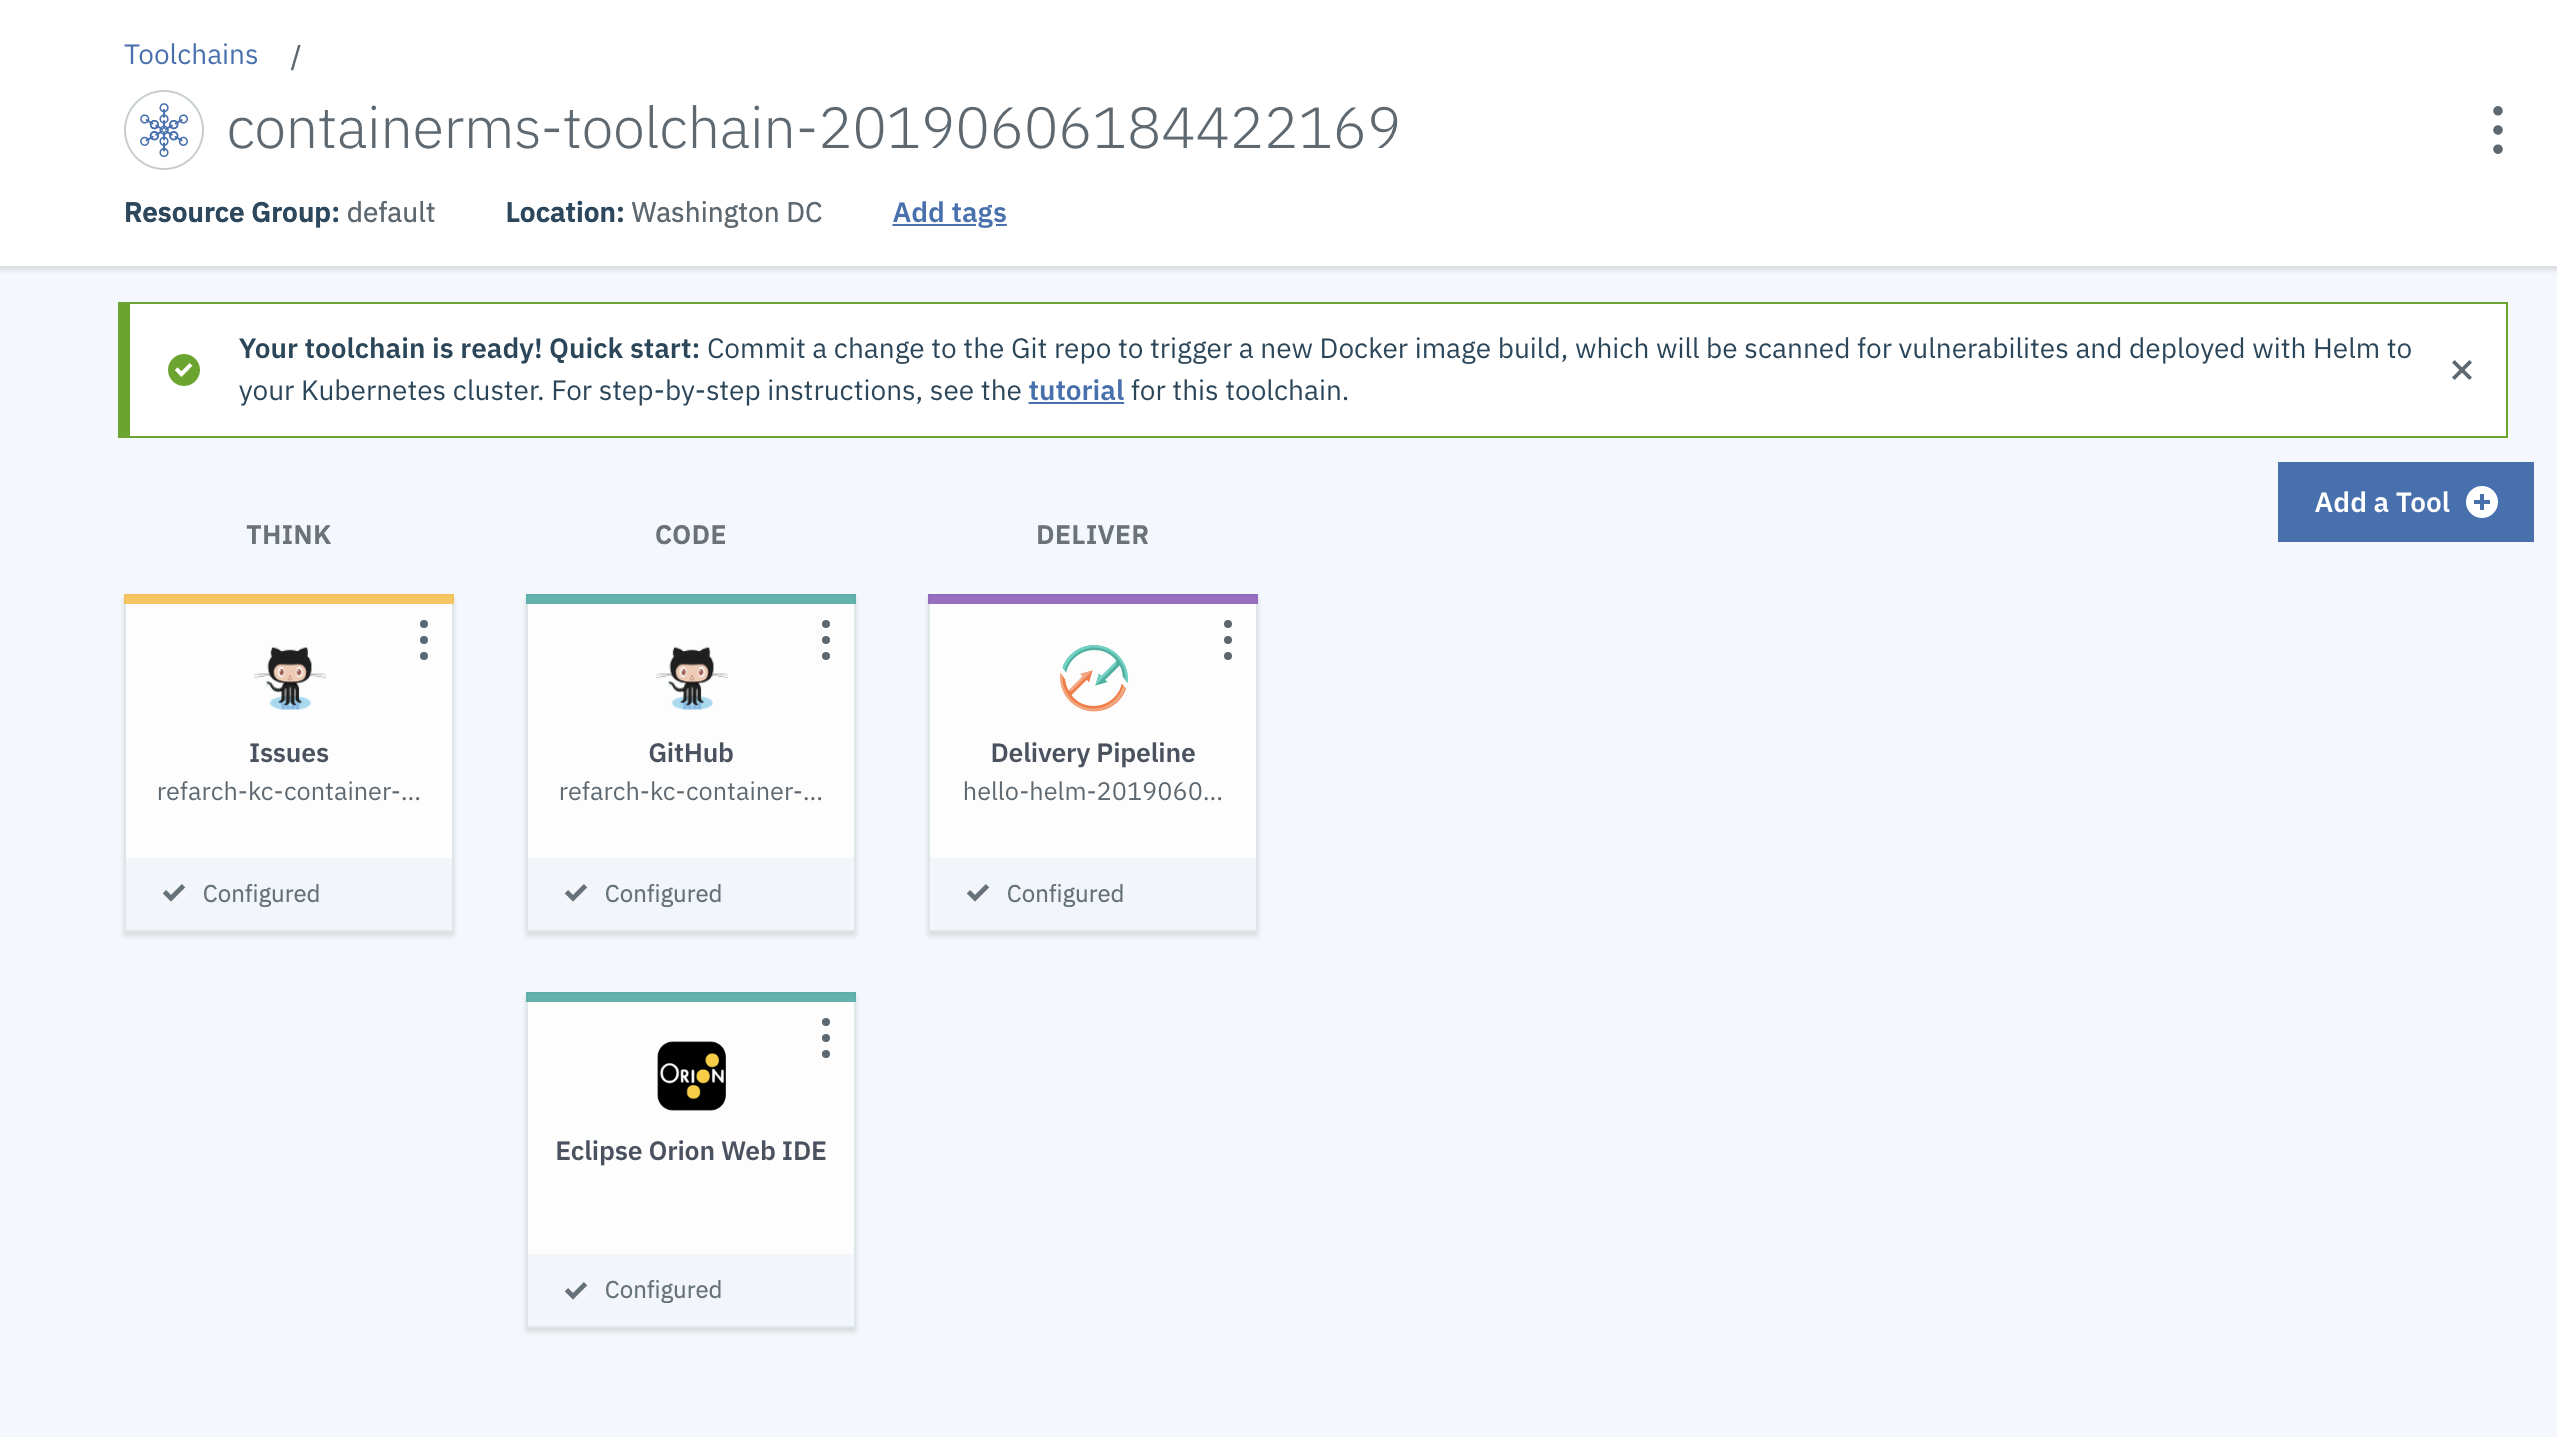 Toolchains /
containerms-toolchain-20190606184422169
Resource Group: default Location: Washington DC Add tags
Your toolchain is ready! Quick start: Commit a change to the Git repo to trigger a new Docker image build, which will be scanned for vulnerabilites and deployed with Helm to
your Kubernetes cluster. For step-by-step instructions, see the tutorial for this toolchain.
Add a Tool
THINK CODE DELIVER
Issues GitHub Delivery Pipeline
refarch-kc-container-... refarch-kc-container-... hello-helm-2019060...
Configured Configured Configured
ORION
Eclipse Orion Web IDE
Configured